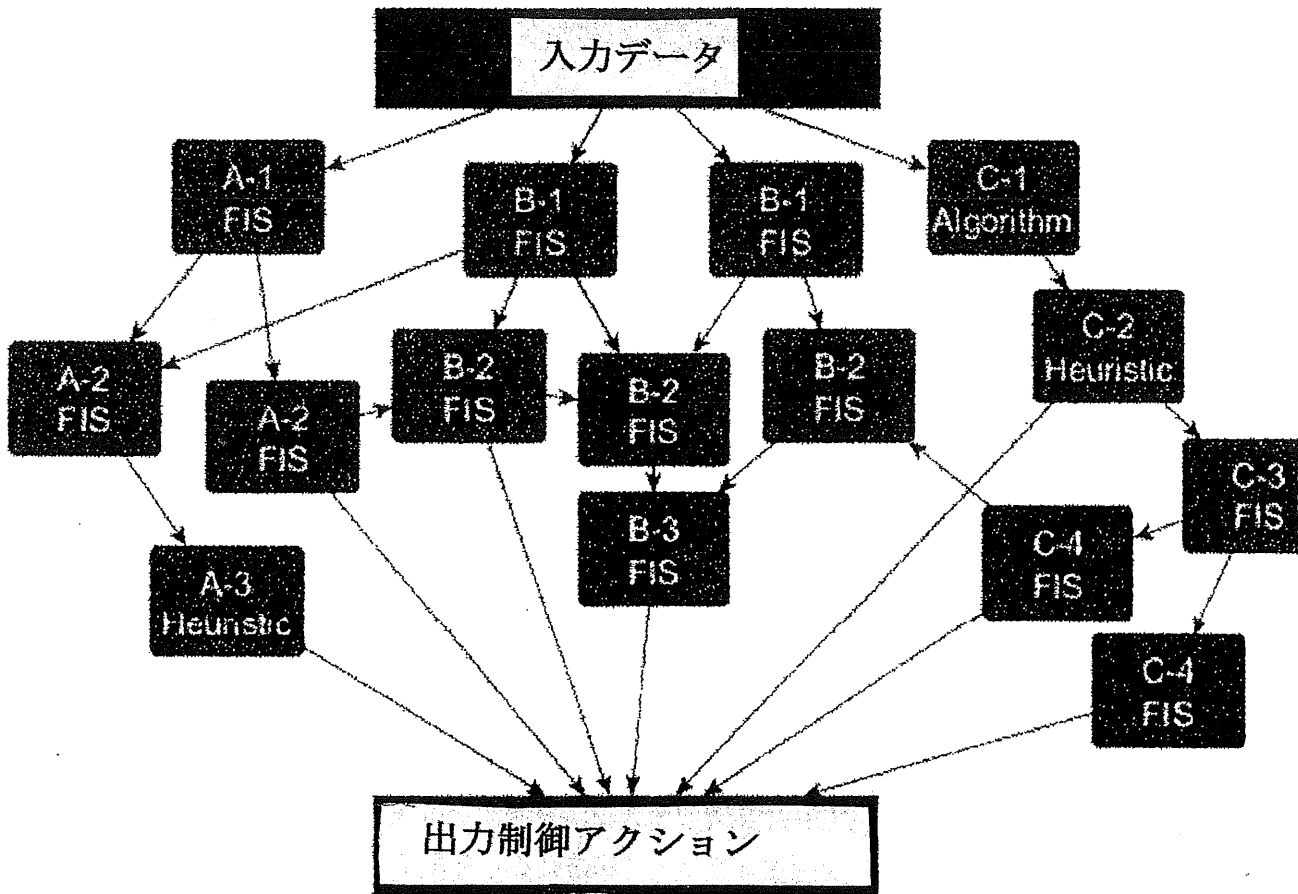 入力データ
A-1
FIS
B-1
FIS
B-1
FIS
C-1
Algorithm
A-2
FIS
A-2
FIS
B-2
FIS
B-2
FIS
B-2
FIS
C-2
Heuristic
C-3
FIS
A-3
Heuristic
B-3
FIS
C-4
FIS
C-4
FIS
出力制御アクション